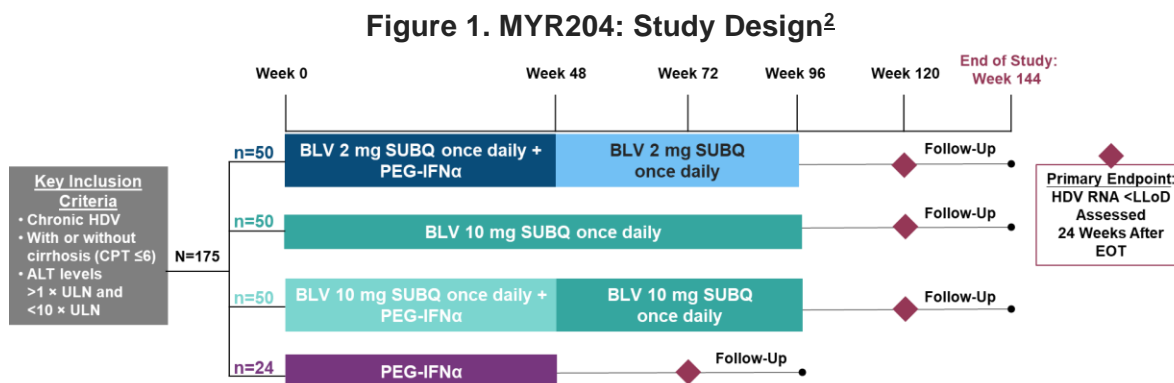 Figure 1. MYR204: Study Design2
Week 0
Week 48
Week 72
Week 96
Week 120
End of Study:
Week 144
Key Inclusion
Criteria
• Chronic HDV
• With or without
cirrhosis (CPT ≤6)
• ALT levels
>1 × ULN and
<10 × ULN
N=175
n=50
BLV 2 mg SUBQ once daily +
PEG-IFNα
BLV 2 mg SUBQ
once daily
Follow-Up
n=50
BLV 10 mg SUBQ once daily
Follow-Up
n=50
BLV 10 mg SUBQ once daily +
PEG-IFNα
BLV 10 mg SUBQ
once daily
Follow-Up
n=24
PEG-IFNα
Follow-Up
Primary Endpoint:
HDV RNA <LLoD
Assessed
24 Weeks After
EOT